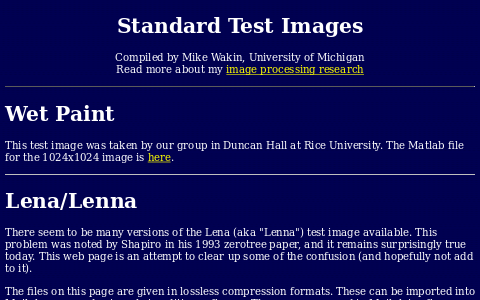 Standard Test Images
Compiled by Mike Wakin, University of Michigan
Read more about my image processing research
Wet Paint
This test image was taken by our group in Duncan Hall at Rice University. The Matlab file
for the 1024x1024 image is here.
Lena/Lenna
There seem to be many versions of the Lena (aka "Lenna") test image available. This
problem was noted by Shapiro in his 1993 zerotree paper, and it remains surprisingly true
today. This web page is an attempt to clear up some of the confusion (and hopefully not add
to it).
The files on this page are given in lossless compression formats. These can be imported into